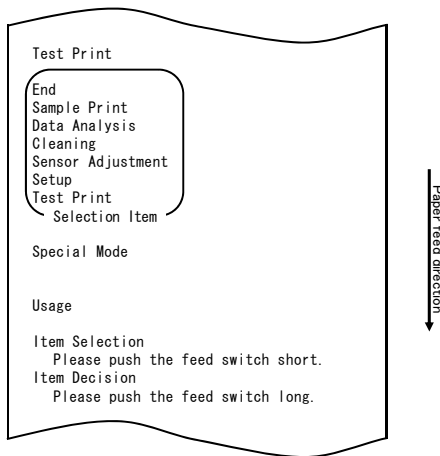 Test Print
End
Sample Print
Data Analysis
Cleaning
Sensor Adjustment
Setup
Test Print
Selection Item
Special Mode
Usage
Item Selection
Please push the feed switch short.
Item Decision
Please push the feed switch long.
Paper feed direction